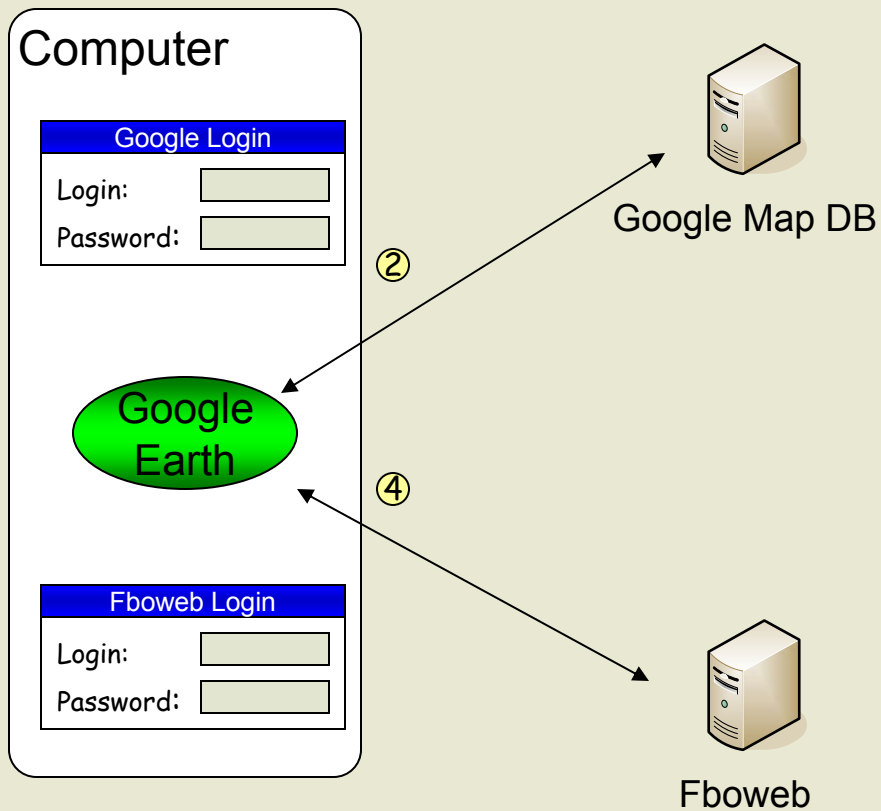 Computer
Google Login
Login:
Password:
Google Map DB
2
Google
Earth
4
Fboweb Login
Login:
Password:
Fboweb